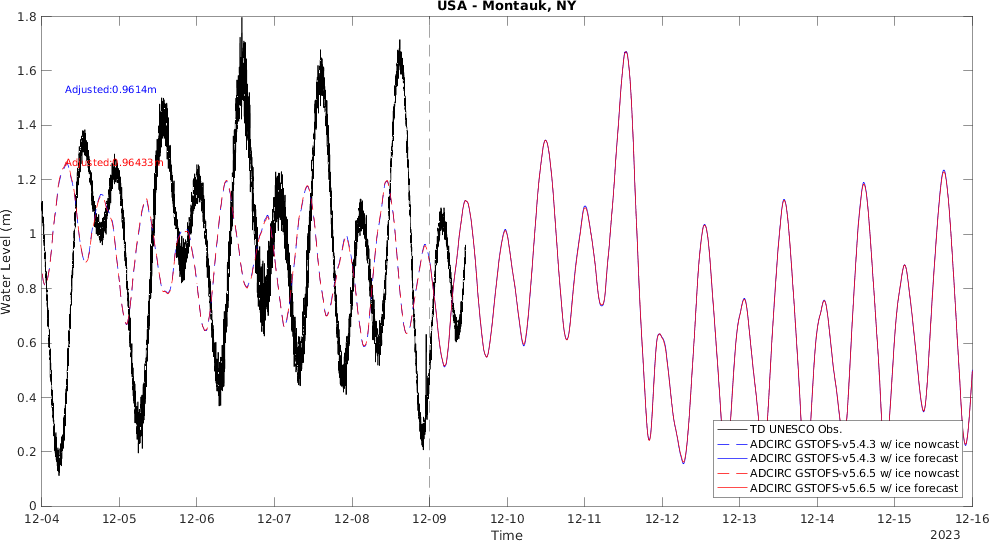 USA - Montauk, NY
1.8
1.6
1.4
1.2
1
0.8
0.6
0.4
0.2
0
Water Level (m)
Adjusted:0.9614m
Adjusted:0.96433m
TD UNESCO Obs.
ADCIRC GSTOFS-v5.4.3 w/ ice nowcast
ADCIRC GSTOFS-v5.4.3 w/ ice forecast
ADCIRC GSTOFS-v5.6.5 w/ ice nowcast
ADCIRC GSTOFS-v5.6.5 w/ ice forecast
12-04 12-05 12-06 12-07 12-08 12-09 12-10 12-11 12-12 12-13 12-14 12-15 12-16
Time
2023